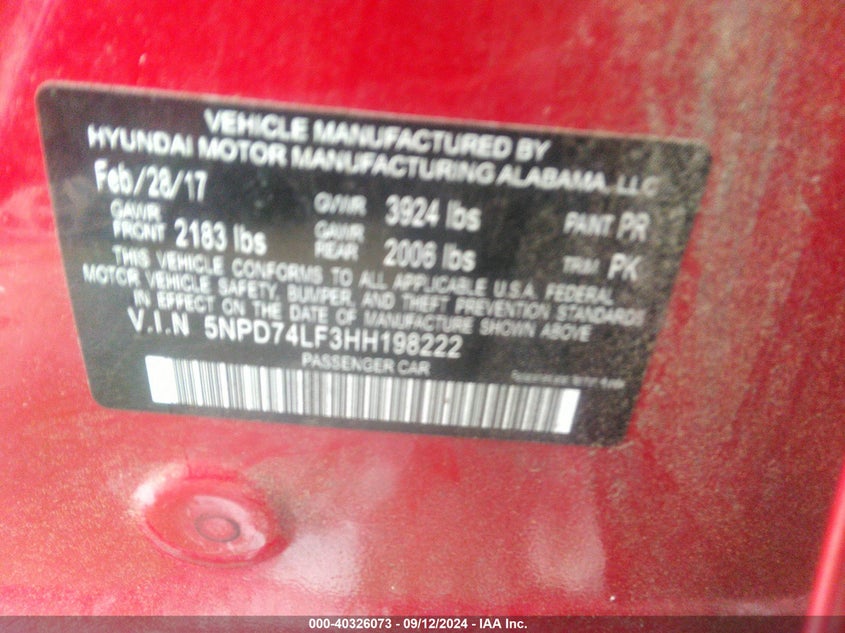 VEHICLE MANUFACTURED BY
HYUNDAI MOTOR MANUFACTURING ALABAMA, LLC
Feb/28/17 GVWR 3924 lbs PAINT PR
GAWR FRONT 2183 lbs GAWR REAR 2006 lbs TRIM PK
THIS VEHICLE CONFORMS TO ALL APPLICABLE U.S.A. FEDERAL
MOTOR VEHICLE SAFETY, BUMPER, AND THEFT PREVENTION STANDARDS
IN EFFECT ON THE DATE OF MANUFACTURE SHOWN ABOVE
V.I.N 5NPD74LF3HH198222
PASSENGER CAR
000-40326073 - 09/12/2024 - IAA Inc.